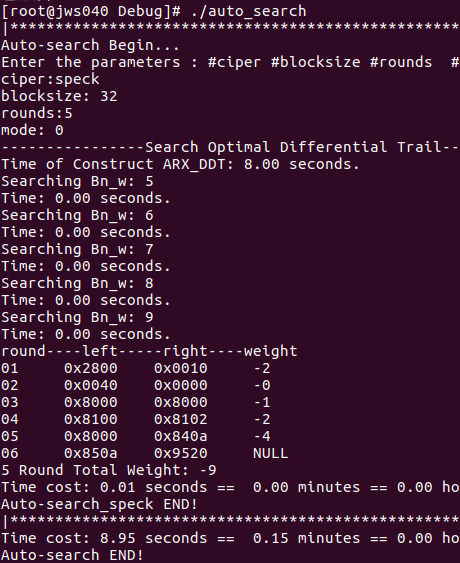 [root@jws040 Debug]# ./auto_search
|******************************************************
Auto-search Begin...
Enter the parameters : #ciper #blocksize #rounds  #
ciper:speck
blocksize: 32
rounds:5
mode: 0
----------------Search Optimal Differential Trail--
Time of Construct ARX_DDT: 8.00 seconds.
Searching Bn_w: 5
Time: 0.00 seconds.
Searching Bn_w: 6
Time: 0.00 seconds.
Searching Bn_w: 7
Time: 0.00 seconds.
Searching Bn_w: 8
Time: 0.00 seconds.
Searching Bn_w: 9
Time: 0.00 seconds.
round----left-----right----weight
01     0x2800    0x0010     -2
02     0x0040    0x0000     -0
03     0x8000    0x8000     -1
04     0x8100    0x8102     -2
05     0x8000    0x840a     -4
06     0x850a    0x9520     NULL
5 Round Total Weight: -9
Time cost: 0.01 seconds ==  0.00 minutes == 0.00 ho
Auto-search_speck END!
|******************************************************
Time cost: 8.95 seconds ==  0.15 minutes == 0.00 ho
Auto-search END!